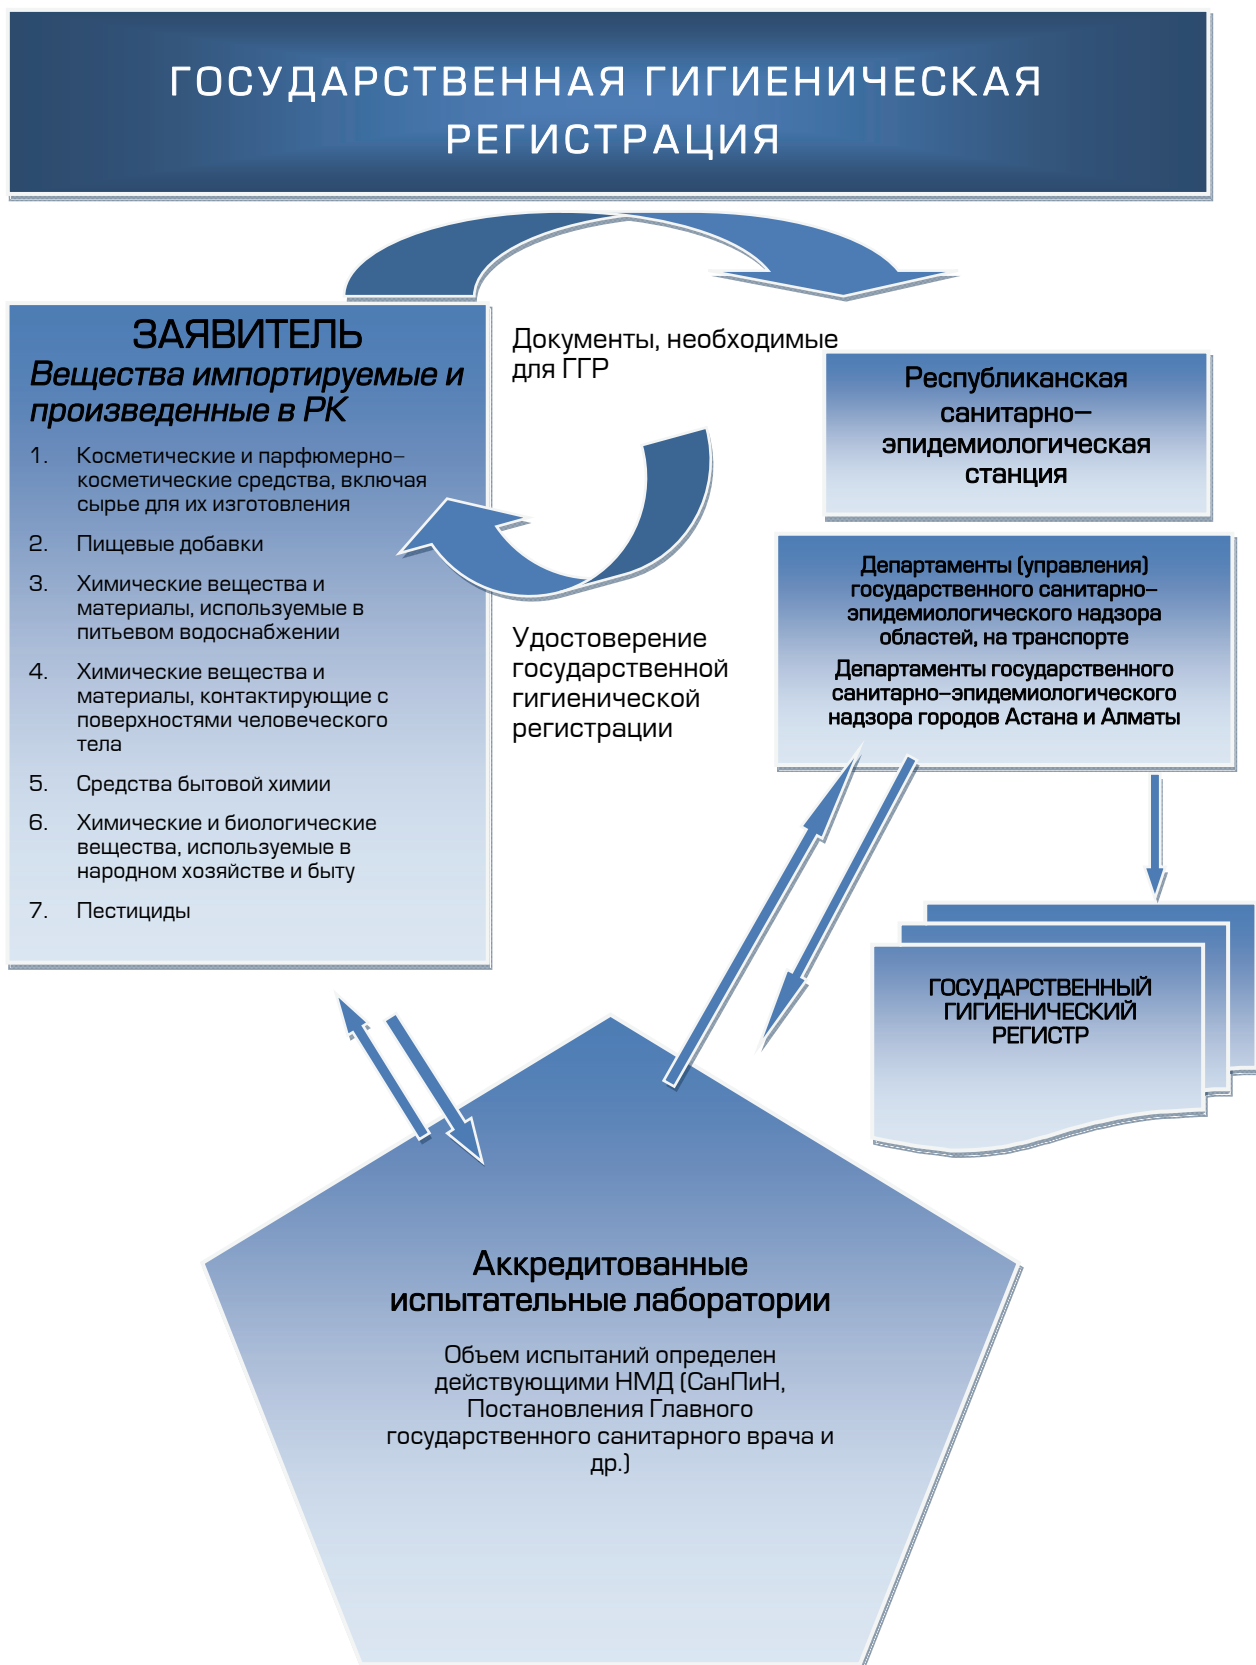 ГОСУДАРСТВЕННАЯ ГИГИЕНИЧЕСКАЯ
РЕГИСТРАЦИЯ
ЗАЯВИТЕЛЬ
Вещества импортируемые и
произведенные в РК
1. Косметические и парфюмерно–
косметические средства, включая
сырье для их изготовления
2. Пищевые добавки
3. Химические вещества и
материалы, используемые в
питьевом водоснабжении
4. Химические вещества и
материалы, контактирующие с
поверхностями человеческого
тела
5. Средства бытовой химии
6. Химические и биологические
вещества, используемые в
народном хозяйстве и быту
7. Пестициды
Документы, необходимые
для ГГР
Удостоверение
государственной
гигиенической
регистрации
Республиканская
санитарно–
эпидемиологическая
станция
Департаменты (управления)
государственного санитарно–
эпидемиологического надзора
областей, на транспорте
Департаменты государственного
санитарно–эпидемиологического
надзора городов Астана и Алматы
ГОСУДАРСТВЕННЫЙ
ГИГИЕНИЧЕСКИЙ
РЕГИСТР
Аккредитованные
испытательные лаборатории
Объем испытаний определен
действующими НМД (СанПиН,
Постановления Главного
государственного санитарного врача и
др.)